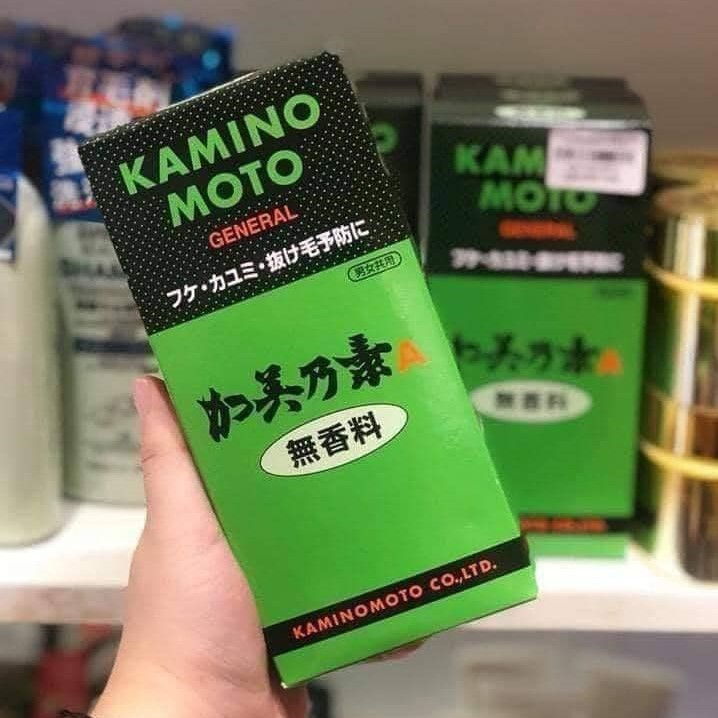 KAMINO
MOTO
GENERAL
フケ・カユミ・抜け毛予防に
男女共用
加美乃素A
無香料
KAMINOMOTO CO.,LTD.
KAM
MOTO
GENERAL
フケ・カユミ・抜け毛予防に
加美乃素A
無香料